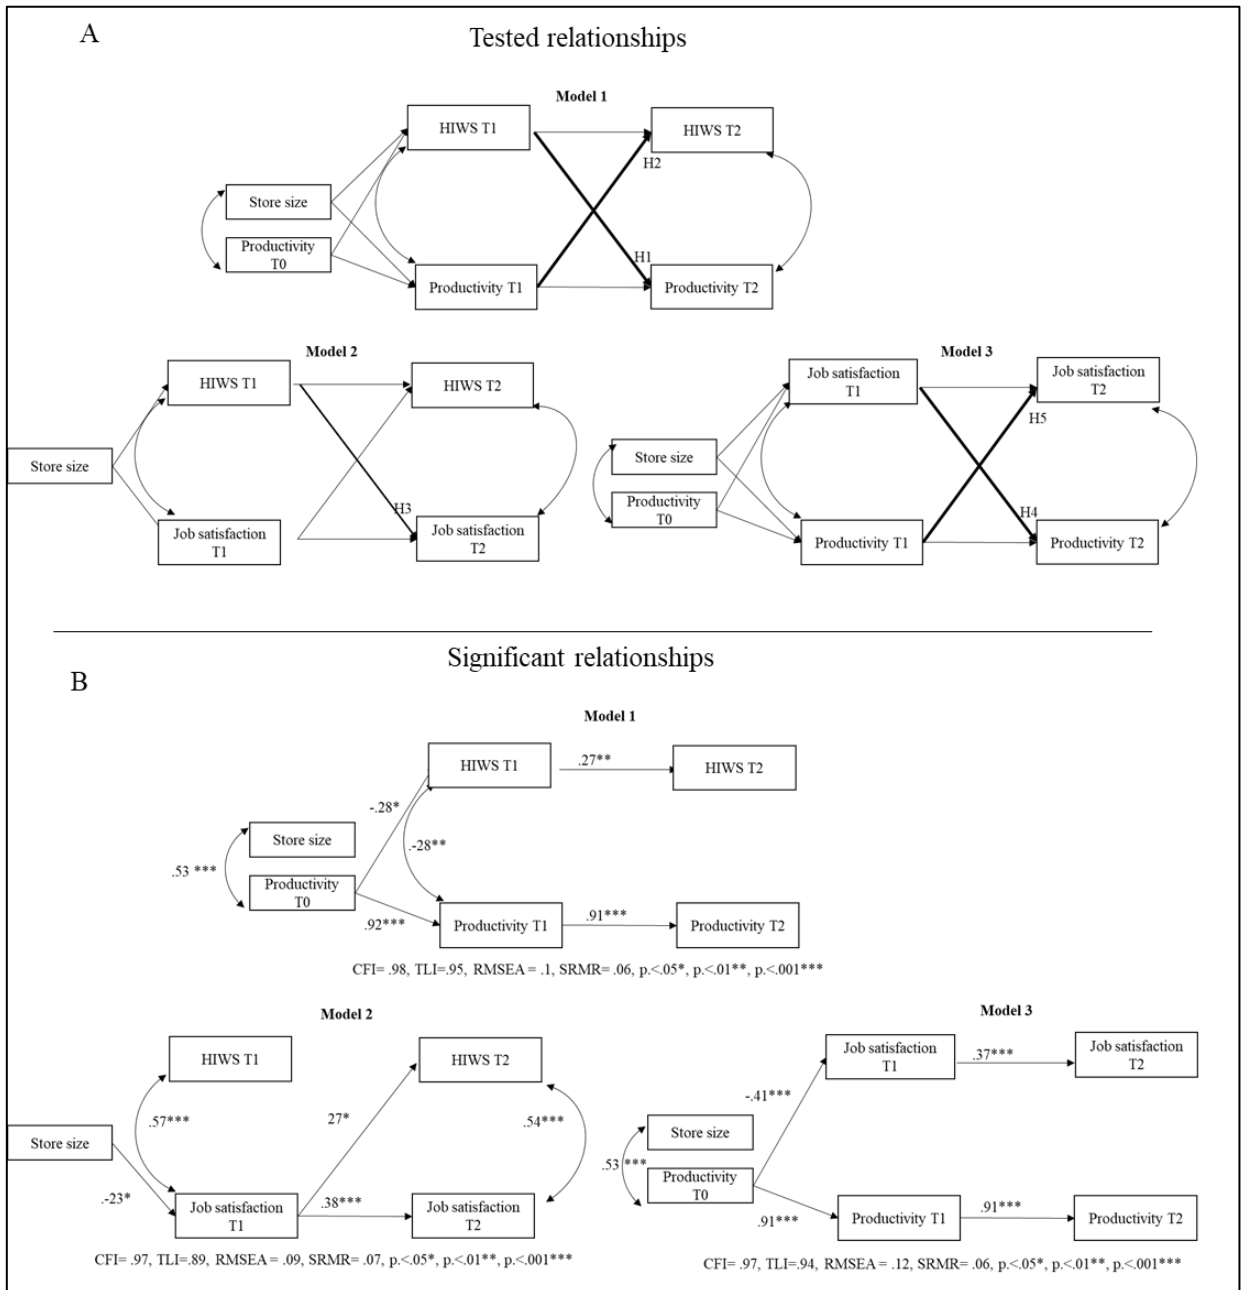 A
Tested relationships
Model 1
HIWS T1
HIWS T2
H2
Store size
Productivity
T0
H1
Productivity T1
Productivity T2
Model 2
HIWS T1
HIWS T2
Store size
H3
Job satisfaction
T1
Job satisfaction
T2
Model 3
Job satisfaction
T1
Job satisfaction
T2
H5
Store size
Productivity
T0
H4
Productivity T1
Productivity T2
Significant relationships
B
Model 1
HIWS T1
.27**
HIWS T2
-.28*
Store size
.-28**
.53 ***
Productivity
T0
.92***
Productivity T1
.91***
Productivity T2
CFI= .98, TLI=.95, RMSEA = .1, SRMR= .06, p.<.05*, p.<.01**, p.<.001***
Model 2
HIWS T1
HIWS T2
.57***
27*
.54***
Store size
.-23*
Job satisfaction
T1
.38***
Job satisfaction
T2
CFI= .97, TLI=.89, RMSEA = .09, SRMR= .07, p.<.05*, p.<.01**, p.<.001***
Model 3
Job satisfaction
T1
.37***
Job satisfaction
T2
-.41***
Store size
.53 ***
Productivity
T0
.91***
Productivity T1
.91***
Productivity T2
CFI= .97, TLI=.94, RMSEA = .12, SRMR= .06, p.<.05*, p.<.01**, p.<.001***